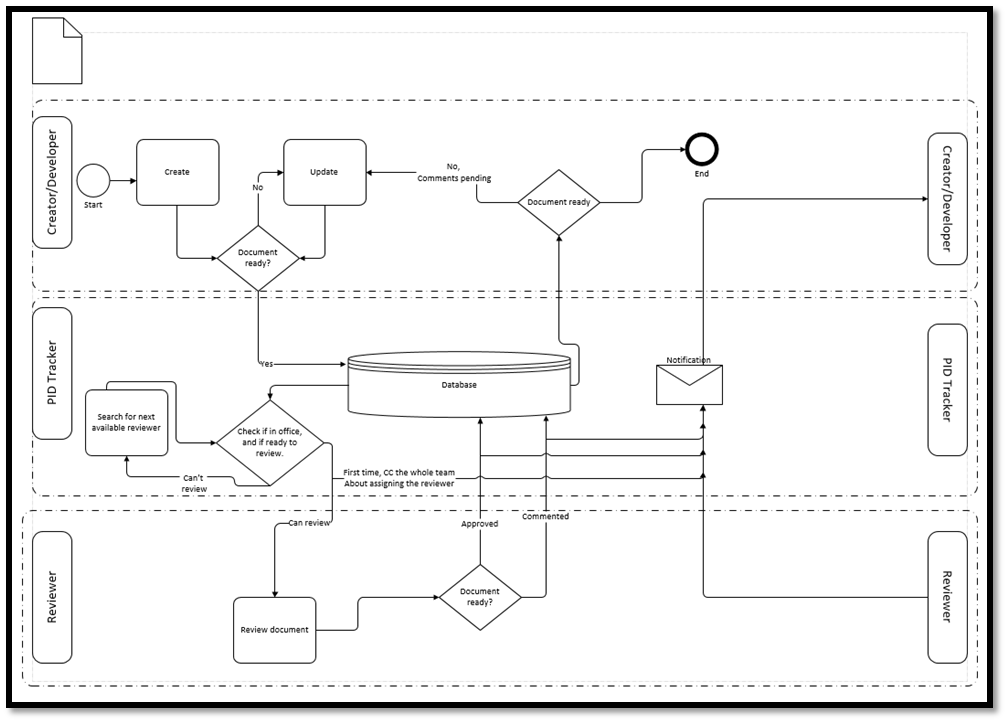 Creator/Developer
Start
Create
Update
No
Document
ready?
No,
Comments pending
Document ready
End
Creator/Developer
PID Tracker
Yes
Database
Notification
PID Tracker
Search for next
available reviewer
Check if in office,
and if ready to
review.
Can't
review
First time, CC the whole team
About assigning the reviewer
Can review
Approved
Commented
Reviewer
Review document
Document
ready?
Reviewer